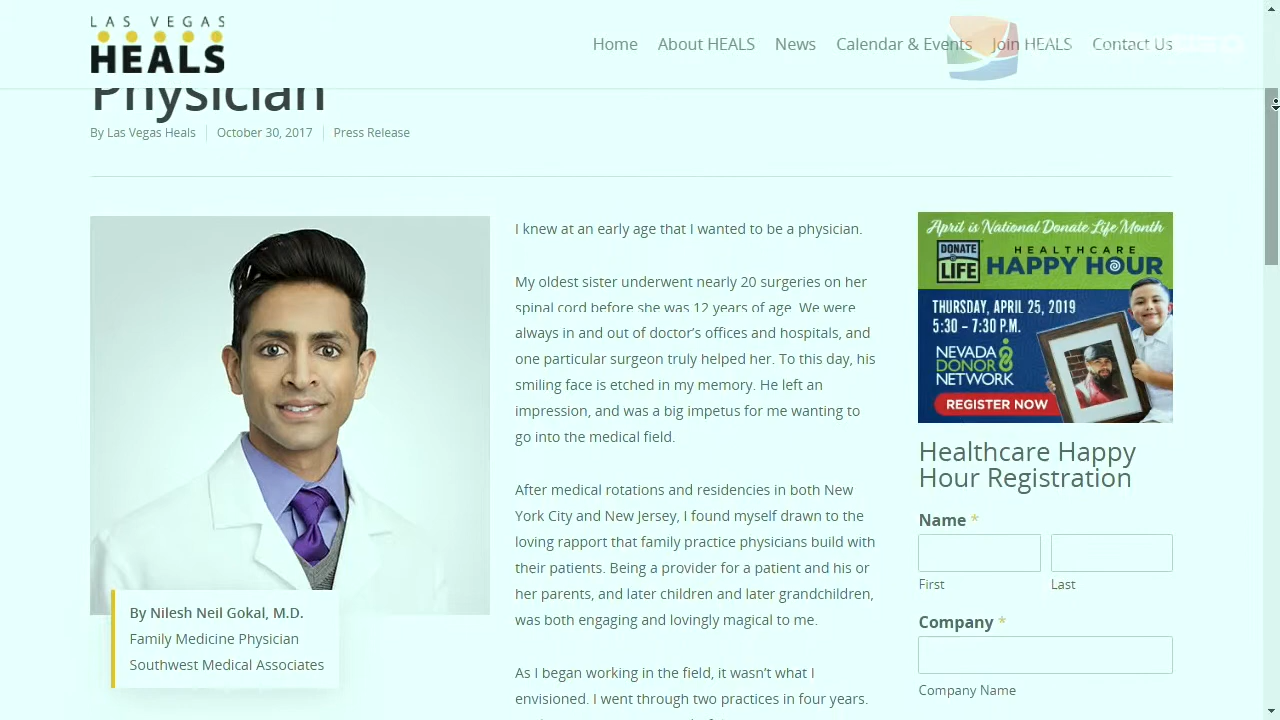 LAS VEGAS
HEALS
Home About HEALS News Calendar & Events Join HEALS Contact Us
Physician
By Las Vegas Heals October 30, 2017 Press Release
I knew at an early age that I wanted to be a physician.
My oldest sister underwent nearly 20 surgeries on her
spinal cord before she was 12 years of age. We were
always in and out of doctor’s offices and hospitals, and
one particular surgeon truly helped her. To this day, his
smiling face is etched in my memory. He left an
impression, and was a big impetus for me wanting to
go into the medical field.
After medical rotations and residencies in both New
York City and New Jersey, I found myself drawn to the
loving rapport that family practice physicians build with
their patients. Being a provider for a patient and his or
her parents, and later children and later grandchildren,
was both engaging and lovingly magical to me.
As I began working in the field, it wasn’t what I
envisioned. I went through two practices in four years.
By Nilesh Neil Gokal, M.D.
Family Medicine Physician
Southwest Medical Associates
April is National Donate Life Month
DONATE
LIFE
HEALTHCARE
HAPPY HOUR
THURSDAY, APRIL 25, 2019
5:30 – 7:30 P.M.
NEVADA
DONOR
NETWORK
REGISTER NOW
Healthcare Happy
Hour Registration
Name *
First Last
Company *
Company Name